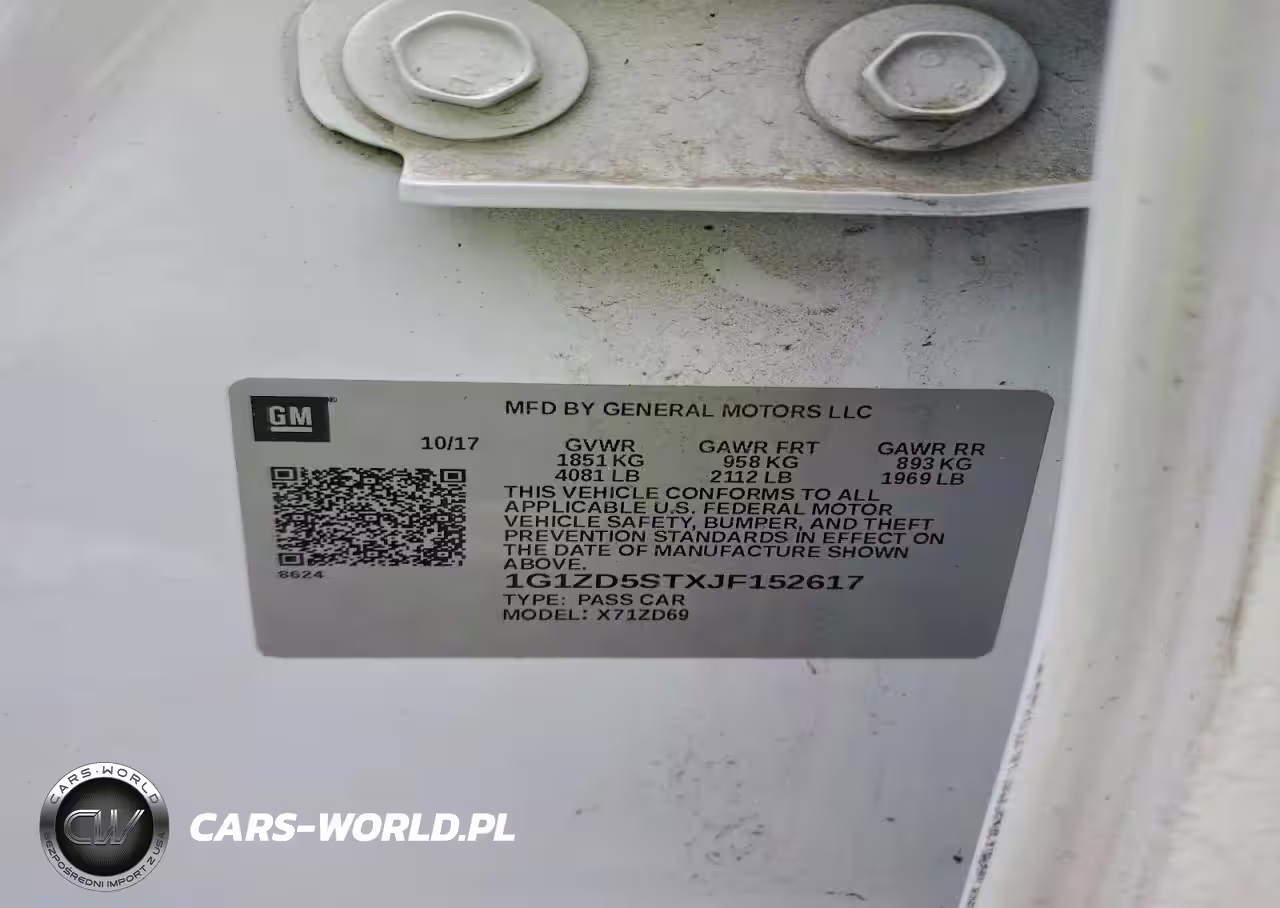 GM
MFD BY GENERAL MOTORS LLC
10/17
GVWR GAWR FRT GAWR RR
1851 KG 958 KG 893 KG
4081 LB 2112 LB 1969 LB
THIS VEHICLE CONFORMS TO ALL
APPLICABLE U.S. FEDERAL MOTOR
VEHICLE SAFETY, BUMPER, AND THEFT
PREVENTION STANDARDS IN EFFECT ON
THE DATE OF MANUFACTURE SHOWN
ABOVE.
8624
1G1ZD5STXJF152617
TYPE: PASS CAR
MODEL: X71ZD69
CARS-WORLD
CW
BEZPOŚREDNI IMPORT Z USA
CARS-WORLD.PL